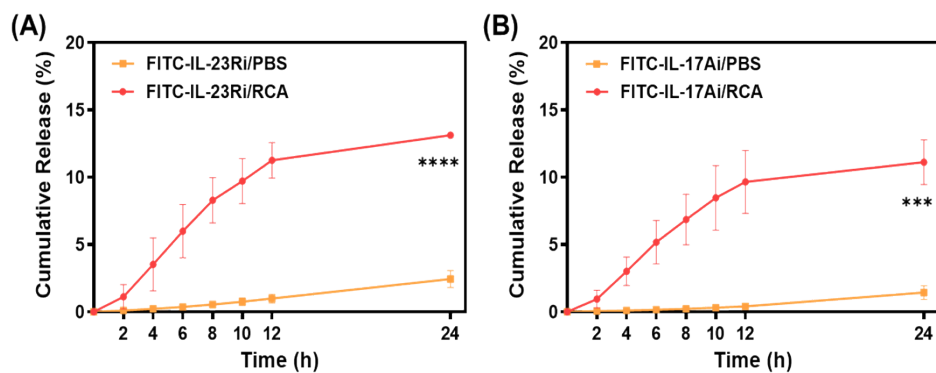 (A)
Cumulative Release (%)
20
15
10
5
0
FITC-IL-23Ri/PBS
FITC-IL-23Ri/RCA
****
2 4 6 8 10 12 24
Time (h)
(B)
Cumulative Release (%)
20
15
10
5
0
FITC-IL-17Ai/PBS
FITC-IL-17Ai/RCA
***
2 4 6 8 10 12 24
Time (h)